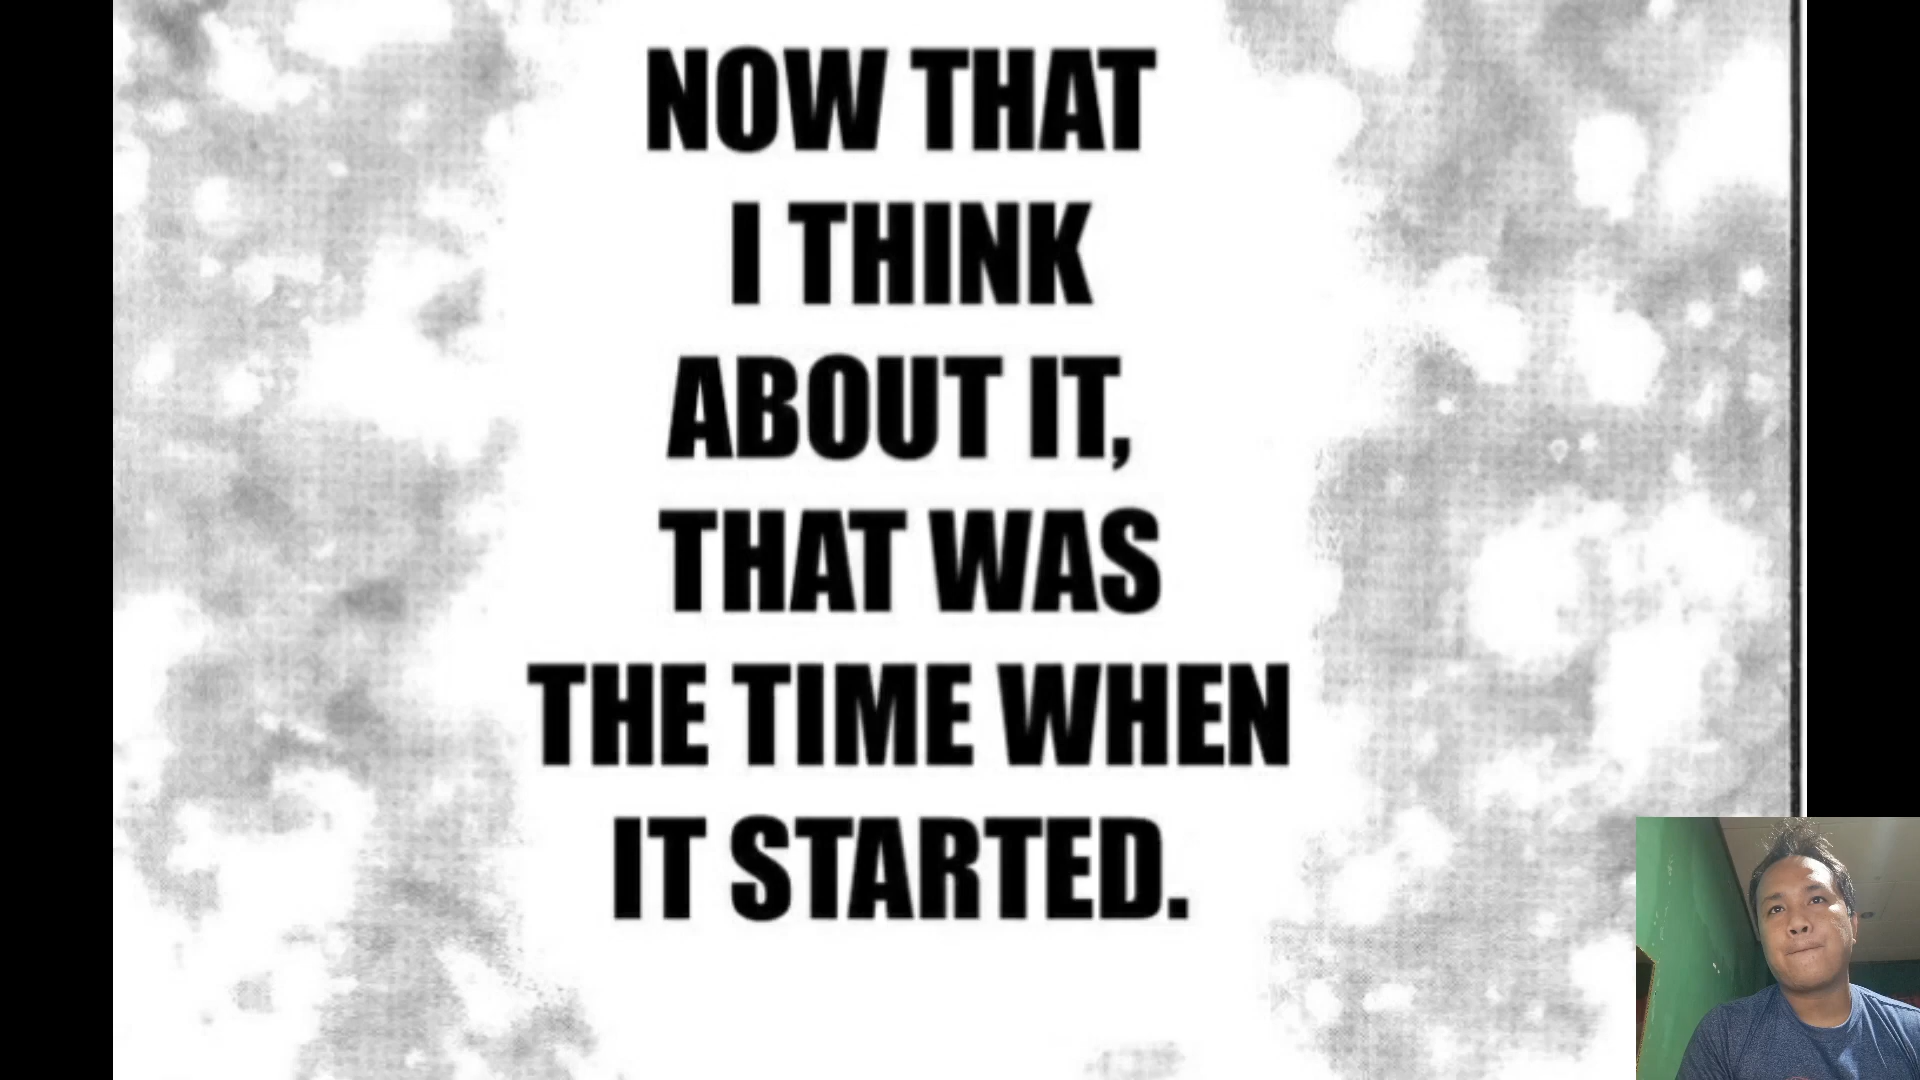 NOW THAT
I THINK
ABOUT IT,
THAT WAS
THE TIME WHEN
IT STARTED.